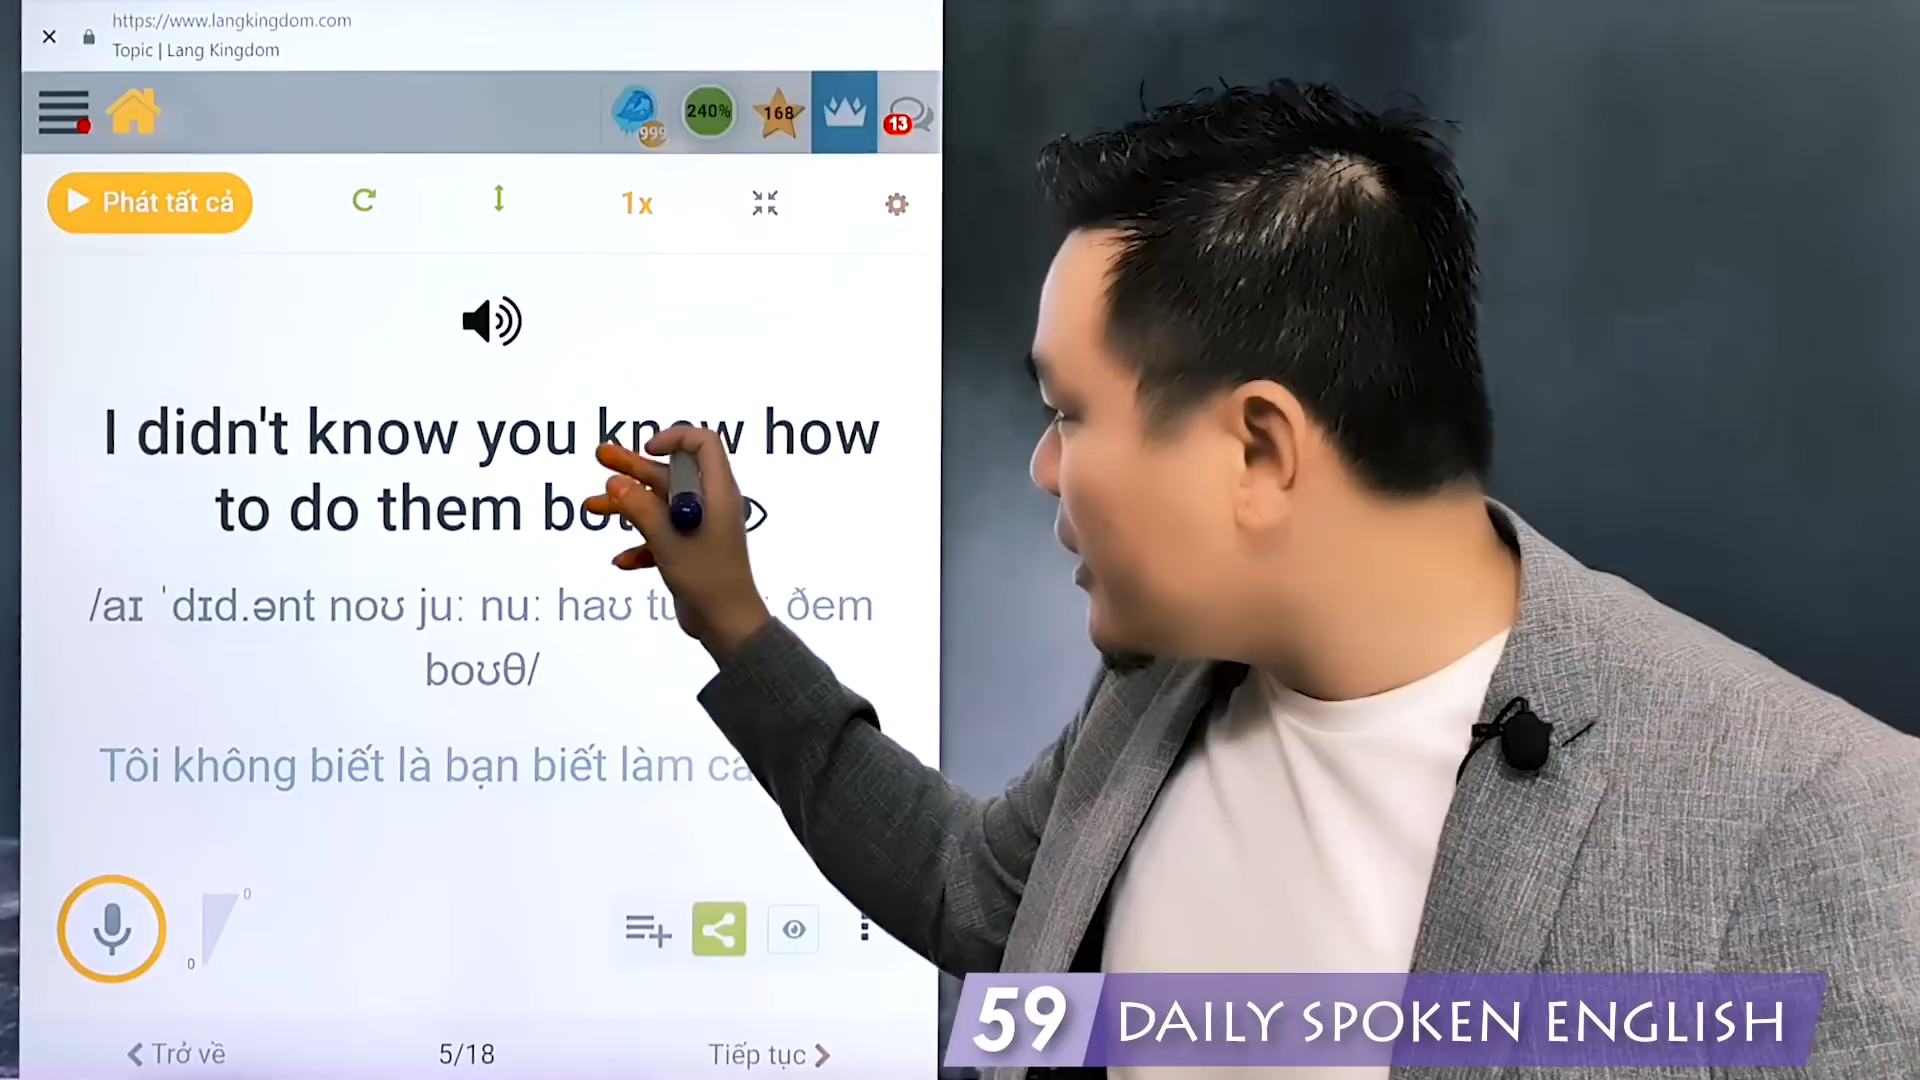 https://www.langkingdom.com
Topic | Lang Kingdom
999
240%
168
13
Phát tất cả
1x
I didn't know you know how
to do them
/aɪ ˈdɪd.ənt noʊ juː nuː haʊ ðem
boʊθ/
Tôi không biết là bạn biết làm
0
0
Trở về
5/18
Tiếp tục
59 DAILY SPOKEN ENGLISH